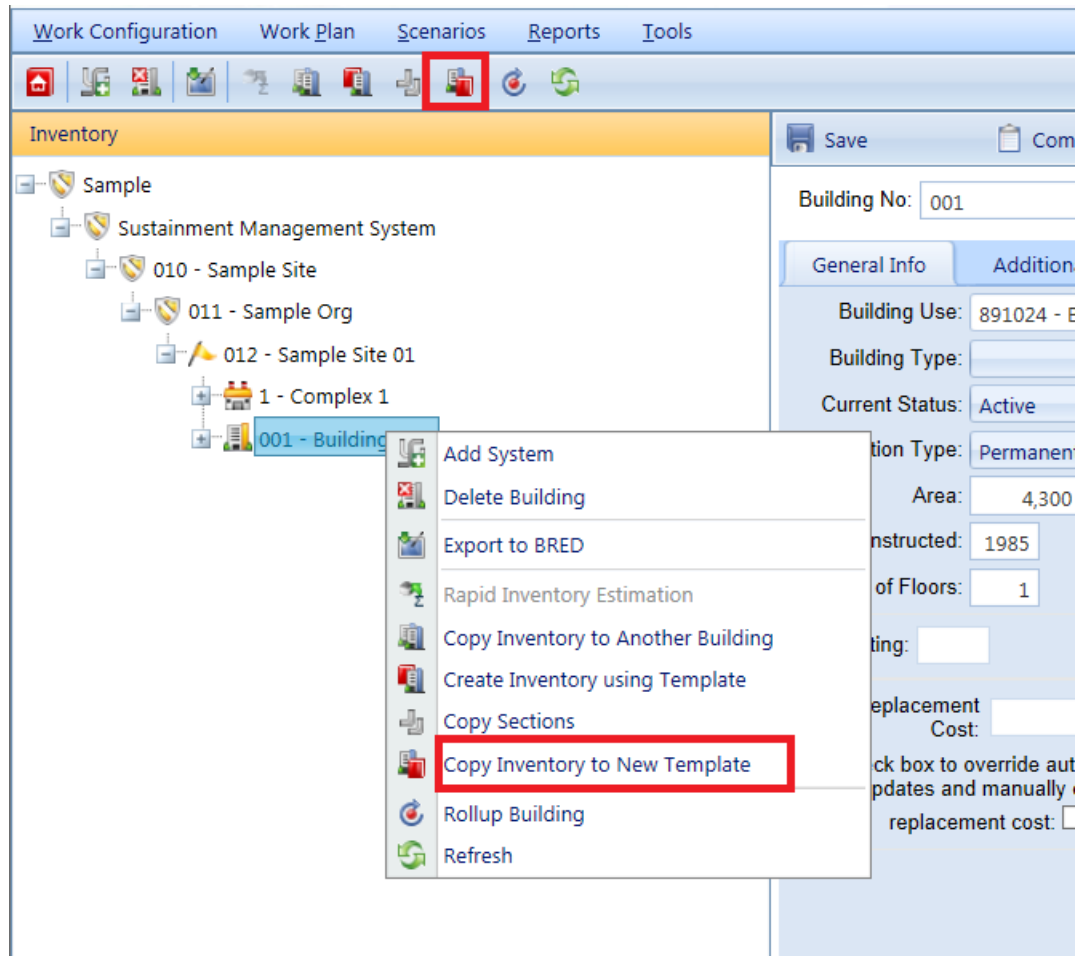 Work Configuration Work Plan Scenarios Reports Tools
Inventory
Save Com
Sample
Building No: 001
Sustainment Management System
General Info Addition
010 - Sample Site
011 - Sample Org
Building Use: 891024 - B
012 - Sample Site 01
Building Type:
1 - Complex 1
Current Status: Active
001 - Building
Add System
tion Type: Permanent
Delete Building
Area: 4,300
Export to BRED
nstructed: 1985
Rapid Inventory Estimation
of Floors: 1
Copy Inventory to Another Building
ting:
Create Inventory using Template
eplacement
Cost:
Copy Sections
Copy Inventory to New Template
ck box to override aut
pdates and manually
Rollup Building
replacement cost:
Refresh